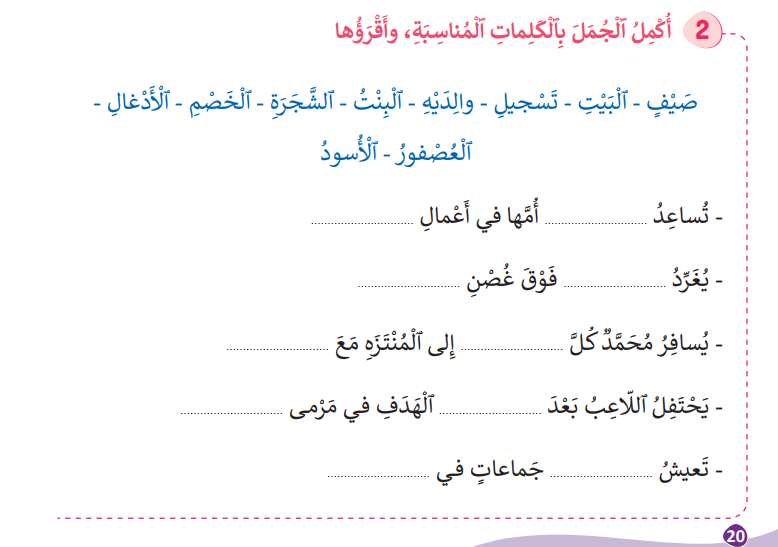 2 أُكْمِلُ ٱلْجُمَلَ بِٱلْكَلِماتِ ٱلْمُناسِبَةِ، وأَقْرَؤُها
صَيْفٍ - ٱلْبَيْتِ - تَسْجيلِ - والِدَيْهِ - ٱلْبِنْتُ - ٱلشَّجَرَةِ - ٱلْخَصْمِ - ٱلْأَدْغالِ -
ٱلْعُصْفورُ - ٱلْأُسودُ
- تُساعِدُ ........................ أُمَّها في أَعْمالِ ........................
- يُغَرِّدُ ........................ فَوْقَ غُصْنِ ........................
- يُسافِرُ مُحَمَّدٌ كُلَّ ........................ إِلى ٱلْمُنْتَزَهِ مَعَ ........................
- يَحْتَفِلُ ٱللّاعِبُ بَعْدَ ........................ ٱلْهَدَفِ في مَرْمى ........................
- تَعيشُ ........................ جَماعاتٍ في ........................
20